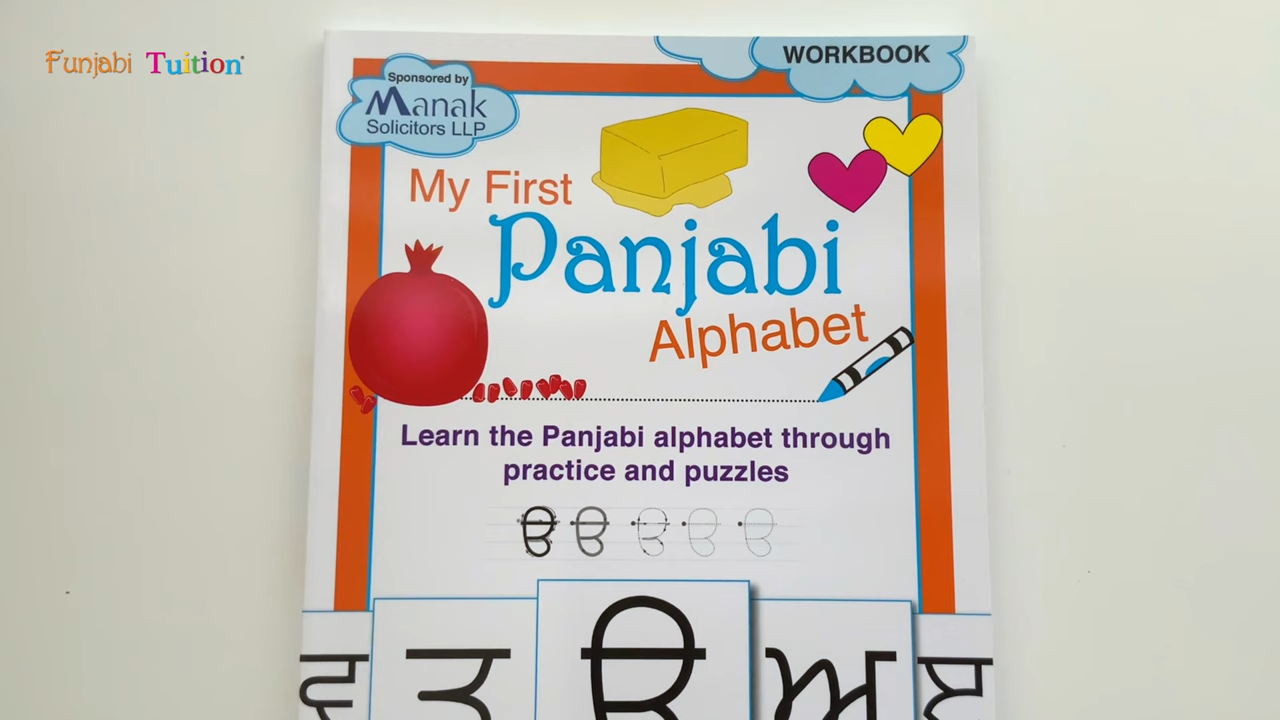 Funjabi Tuition
WORKBOOK
Sponsored by
Manak
Solicitors LLP
My First
Panjabi
Alphabet
Learn the Panjabi alphabet through
practice and puzzles
ੳ ੳ ੳ ੳ ੳ
ਤ ੳ ਅ